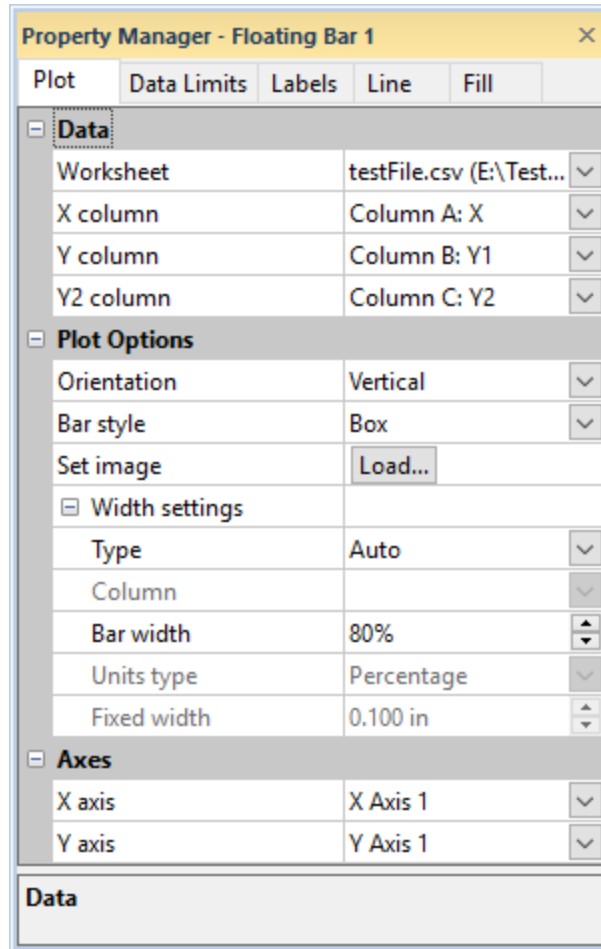 Property Manager - Floating Bar 1
Plot Data Limits Labels Line Fill
Data
Worksheet testFile.csv (E:\Test...
X column Column A: X
Y column Column B: Y1
Y2 column Column C: Y2
Plot Options
Orientation Vertical
Bar style Box
Set image Load...
Width settings
Type Auto
Column
Bar width 80%
Units type Percentage
Fixed width 0.100 in
Axes
X axis X Axis 1
Y axis Y Axis 1
Data